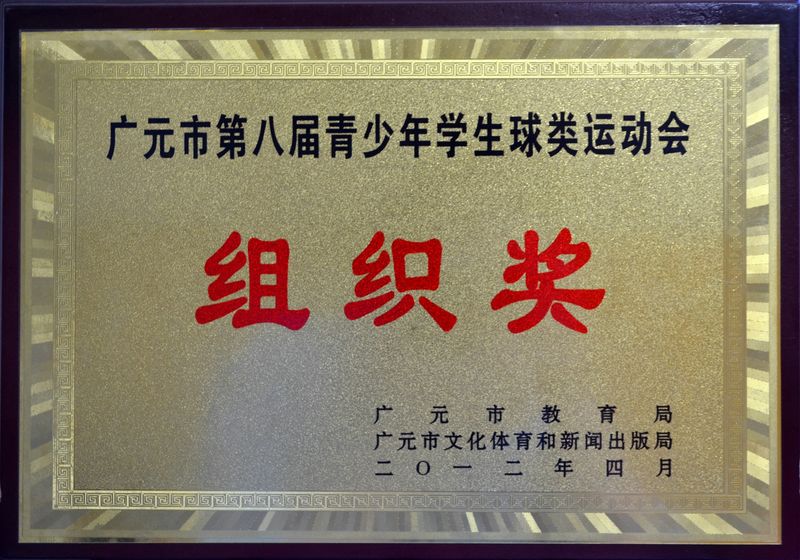 广元市第八届青少年学生球类运动会
组织奖
广元市教育局
广元市文化体育和新闻出版局
二〇一二年四月